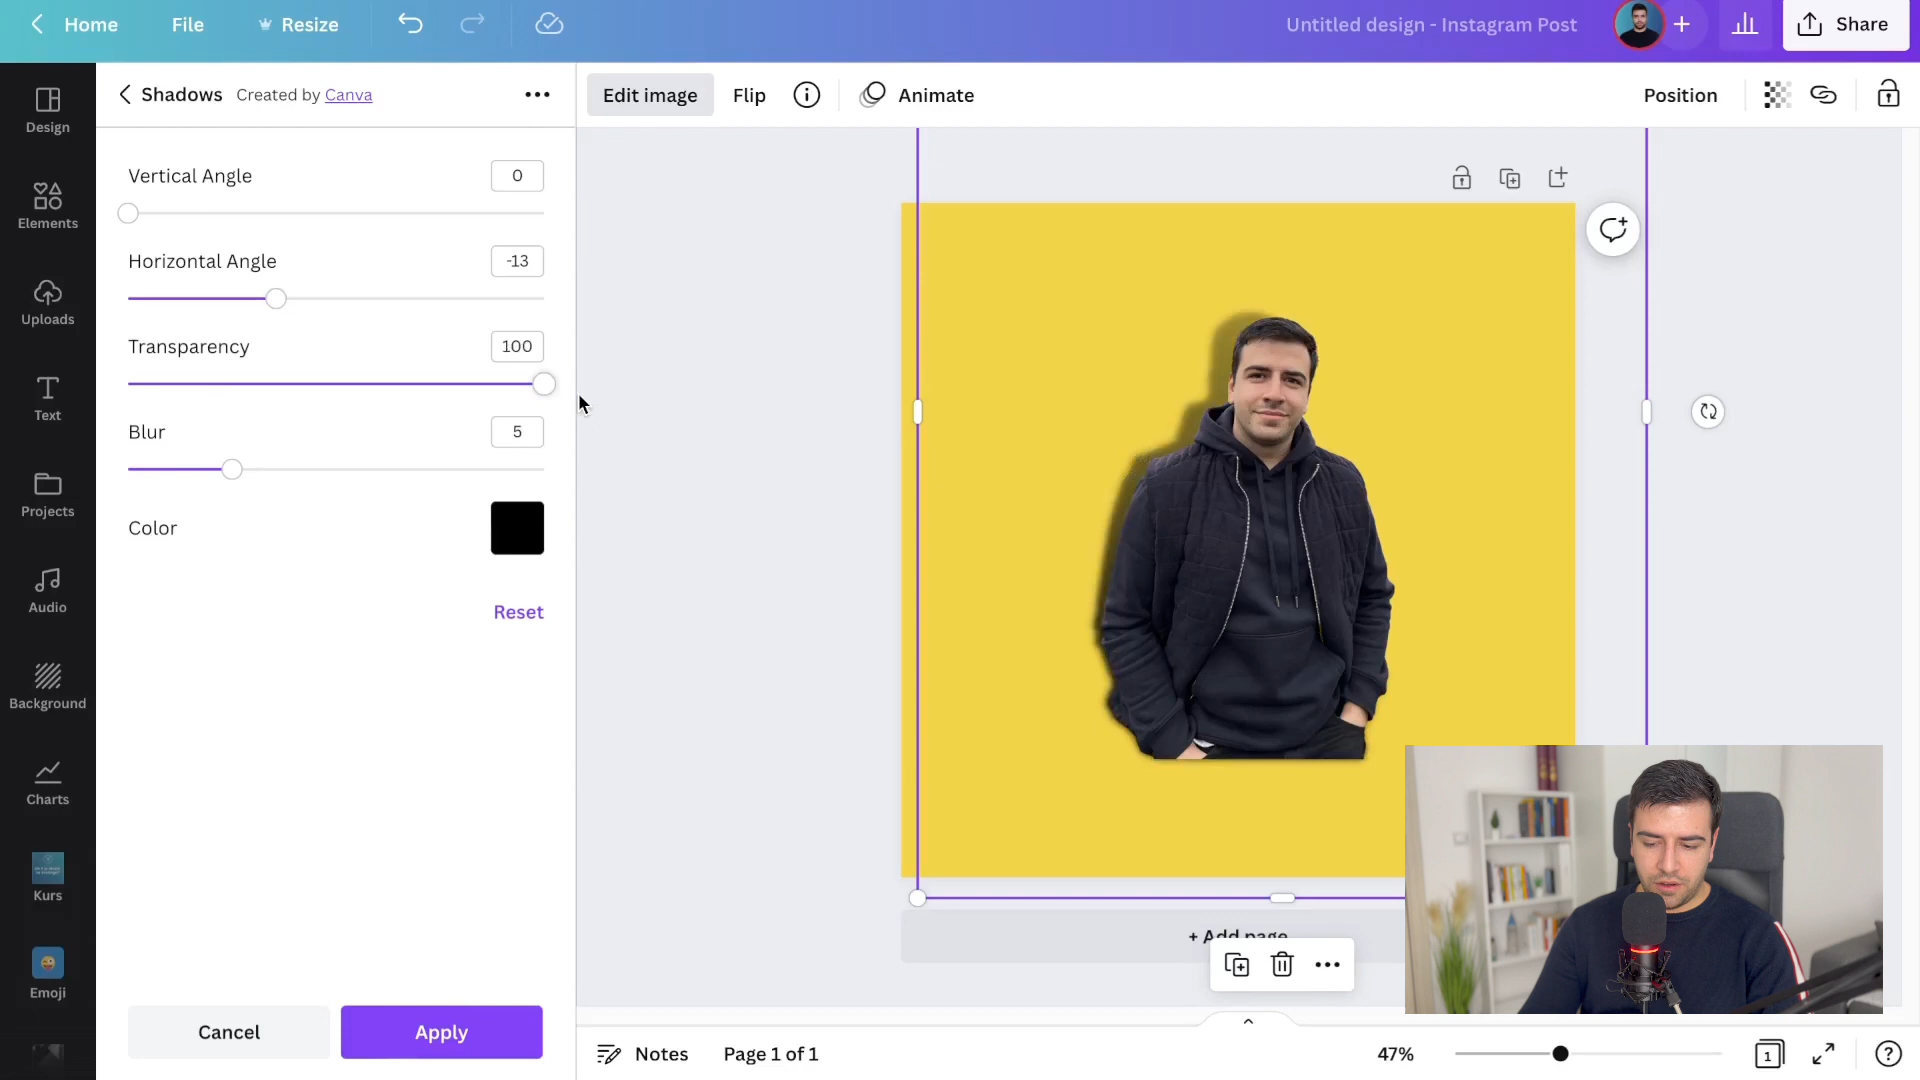 Home
File
Resize
Untitled design - Instagram Post
Share
Design
Elements
Uploads
Text
Projects
Audio
Background
Charts
Kurs
Emoji
Shadows Created by Canva
Vertical Angle 0
Horizontal Angle -13
Transparency 100
Blur 5
Color
Reset
Cancel
Apply
Edit image
Flip
Animate
Position
+ Add page
Notes
Page 1 of 1
47%
1